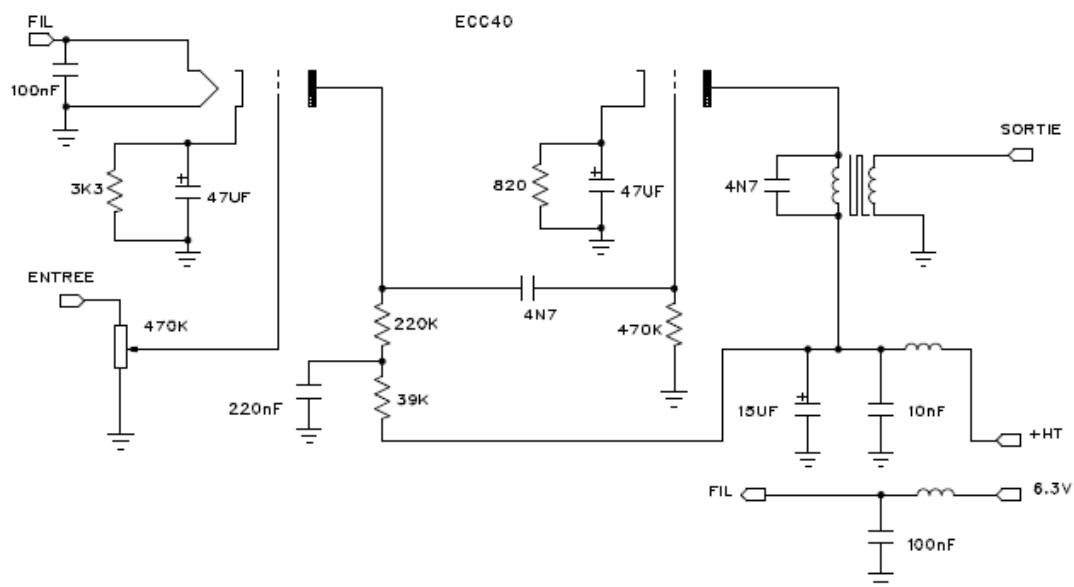 FIL
ECC40
100nF
SORTIE
3K3
47UF
820
47UF
4N7
ENTREE
470K
4N7
220K
470K
220nF
39K
15UF
10nF
+HT
FIL
6.3V
100nF